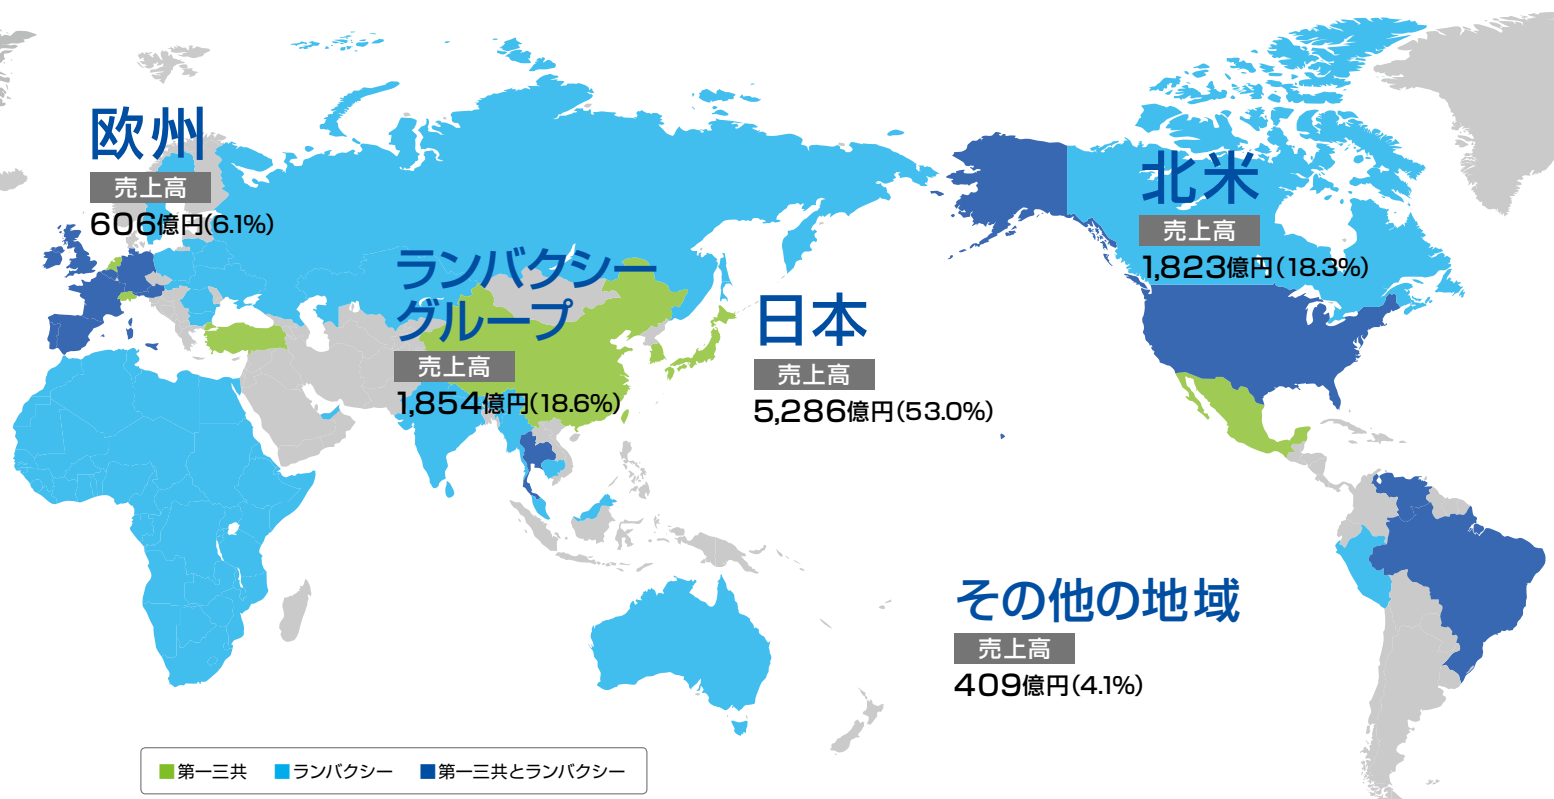 欧州
売上高
606億円(6.1%)
ランバクシー
グループ
売上高
1,854億円(18.6%)
日本
売上高
5,286億円(53.0%)
北米
売上高
1,823億円(18.3%)
その他の地域
売上高
409億円(4.1%)
第一三共 ランバクシー 第一三共とランバクシー